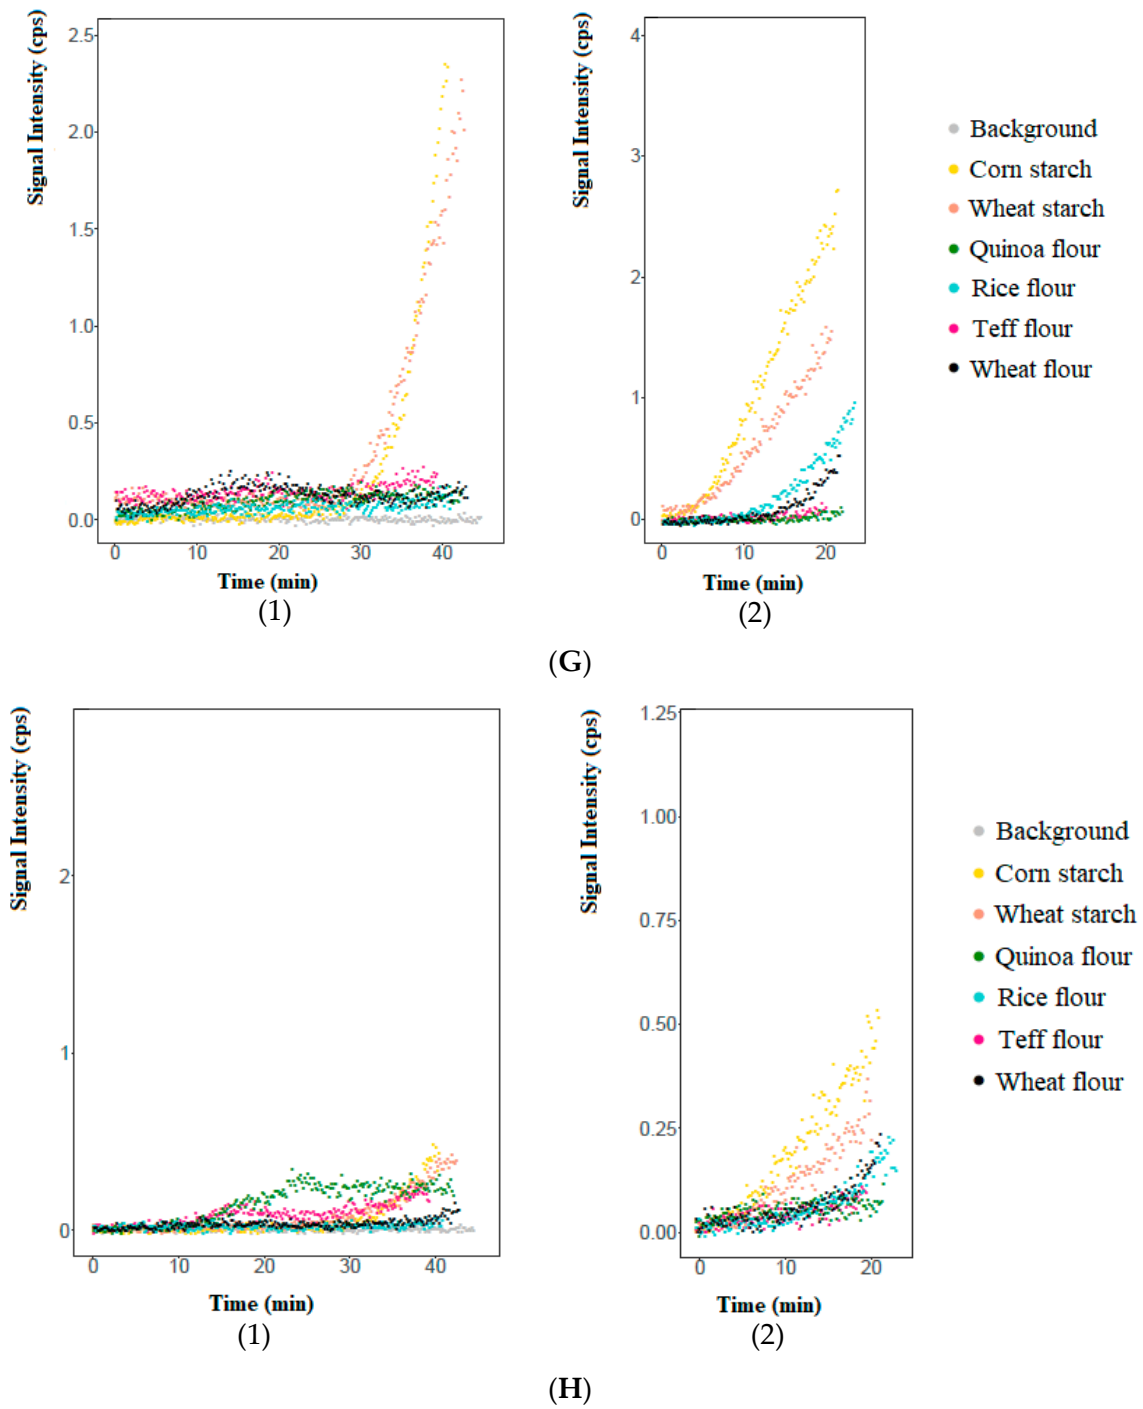 Signal Intensity (cps)
2.5
2.0
1.5
1.0
0.5
0.0
0 10 20 30 40
Time (min)
(1)
Signal Intensity (cps)
4
3
2
1
0
0 10 20
Time (min)
(2)
Background
Corn starch
Wheat starch
Quinoa flour
Rice flour
Teff flour
Wheat flour
(G)
Signal Intensity (cps)
2
1
0
0 10 20 30 40
Time (min)
(1)
Signal Intensity (cps)
1.25
1.00
0.75
0.50
0.25
0.00
0 10 20
Time (min)
(2)
Background
Corn starch
Wheat starch
Quinoa flour
Rice flour
Teff flour
Wheat flour
(H)